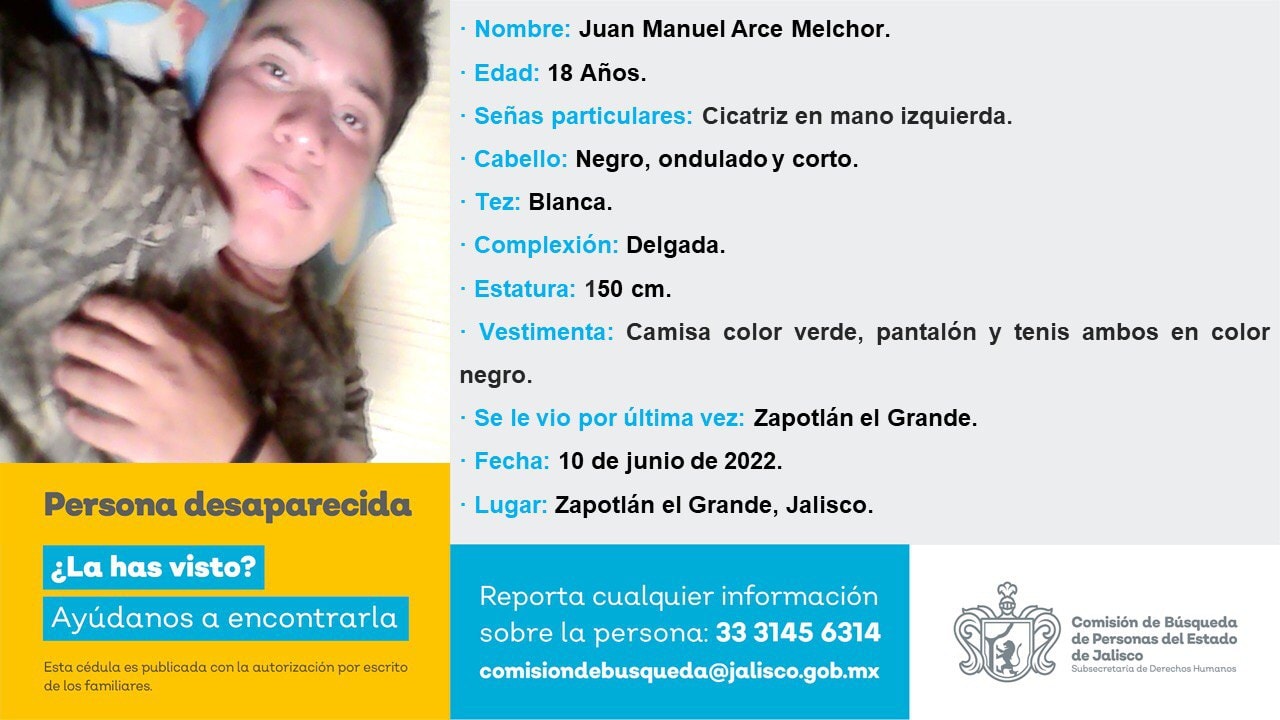 · Nombre: Juan Manuel Arce Melchor.
· Edad: 18 Años.
· Señas particulares: Cicatriz en mano izquierda.
· Cabello: Negro, ondulado y corto.
· Tez: Blanca.
· Complexión: Delgada.
· Estatura: 150 cm.
· Vestimenta: Camisa color verde, pantalón y tenis ambos en color
negro.
· Se le vio por última vez: Zapotlán el Grande.
· Fecha: 10 de junio de 2022.
· Lugar: Zapotlán el Grande, Jalisco.
Persona desaparecida
¿La has visto?
Ayúdanos a encontrarla
Esta cédula es publicada con la autorización por escrito
de los familiares.
Reporta cualquier información
sobre la persona: 33 3145 6314
comisiondebusqueda@jalisco.gob.mx
Comisión de Búsqueda
de Personas del Estado
de Jalisco
Subsecretaría de Derechos Humanos